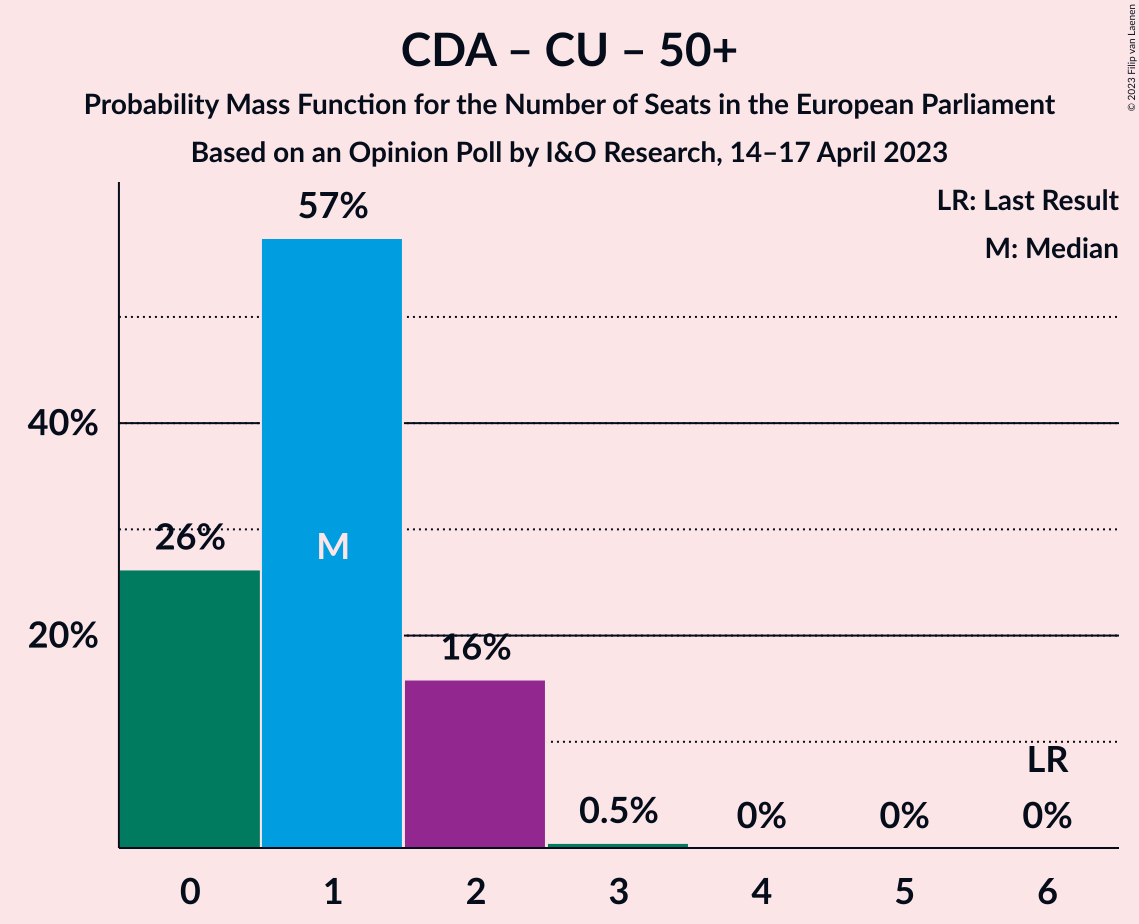 CDA – CU – 50+
Probability Mass Function for the Number of Seats in the European Parliament
Based on an Opinion Poll by I&O Research, 14–17 April 2023
© 2023 Filip van Laenen
LR: Last Result
M: Median
57%
40%
26%
M
20%
16%
LR
0.5%
0%
0%
0%
0 1 2 3 4 5 6